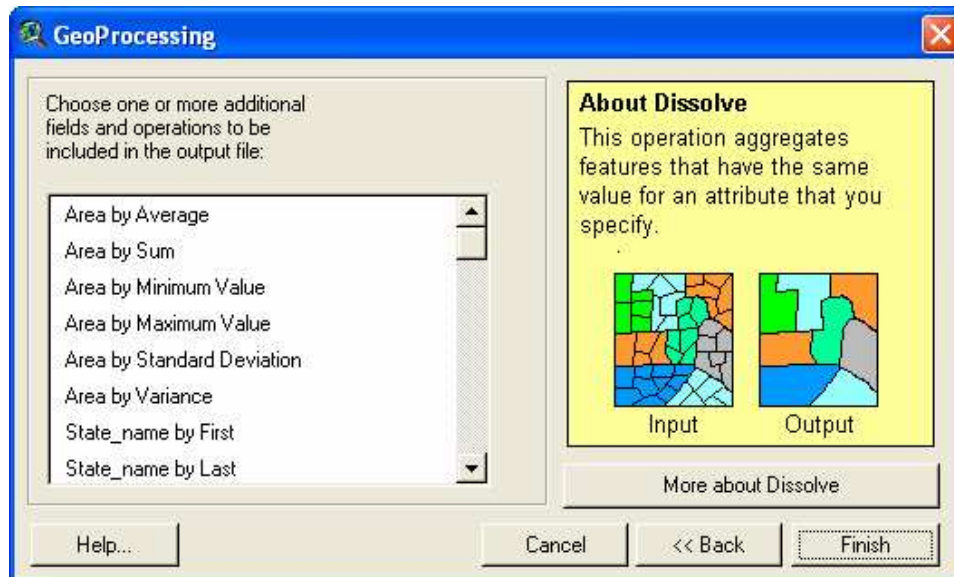 GeoProcessing
Choose one or more additional
fields and operations to be
included in the output file:
Area by Average
Area by Sum
Area by Minimum Value
Area by Maximum Value
Area by Standard Deviation
Area by Variance
State_name by First
State_name by Last
About Dissolve
This operation aggregates
features that have the same
value for an attribute that you
specify.
Input
Output
More about Dissolve
Help...
Cancel
<< Back
Finish